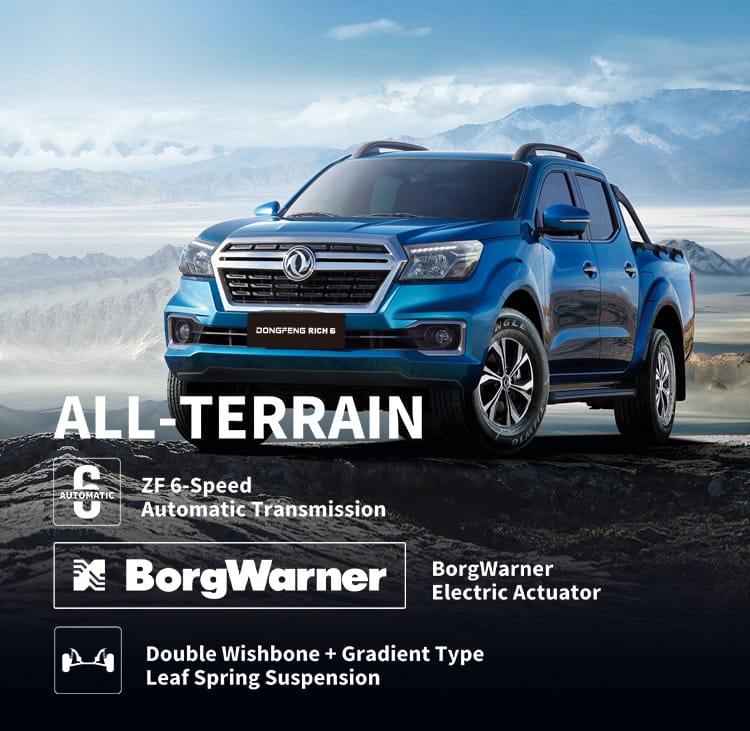 DONGFENG RICH 6
ALL-TERRAIN
6
AUTOMATIC
ZF 6-Speed
Automatic Transmission
BorgWarner
BorgWarner
Electric Actuator
Double Wishbone + Gradient Type
Leaf Spring Suspension